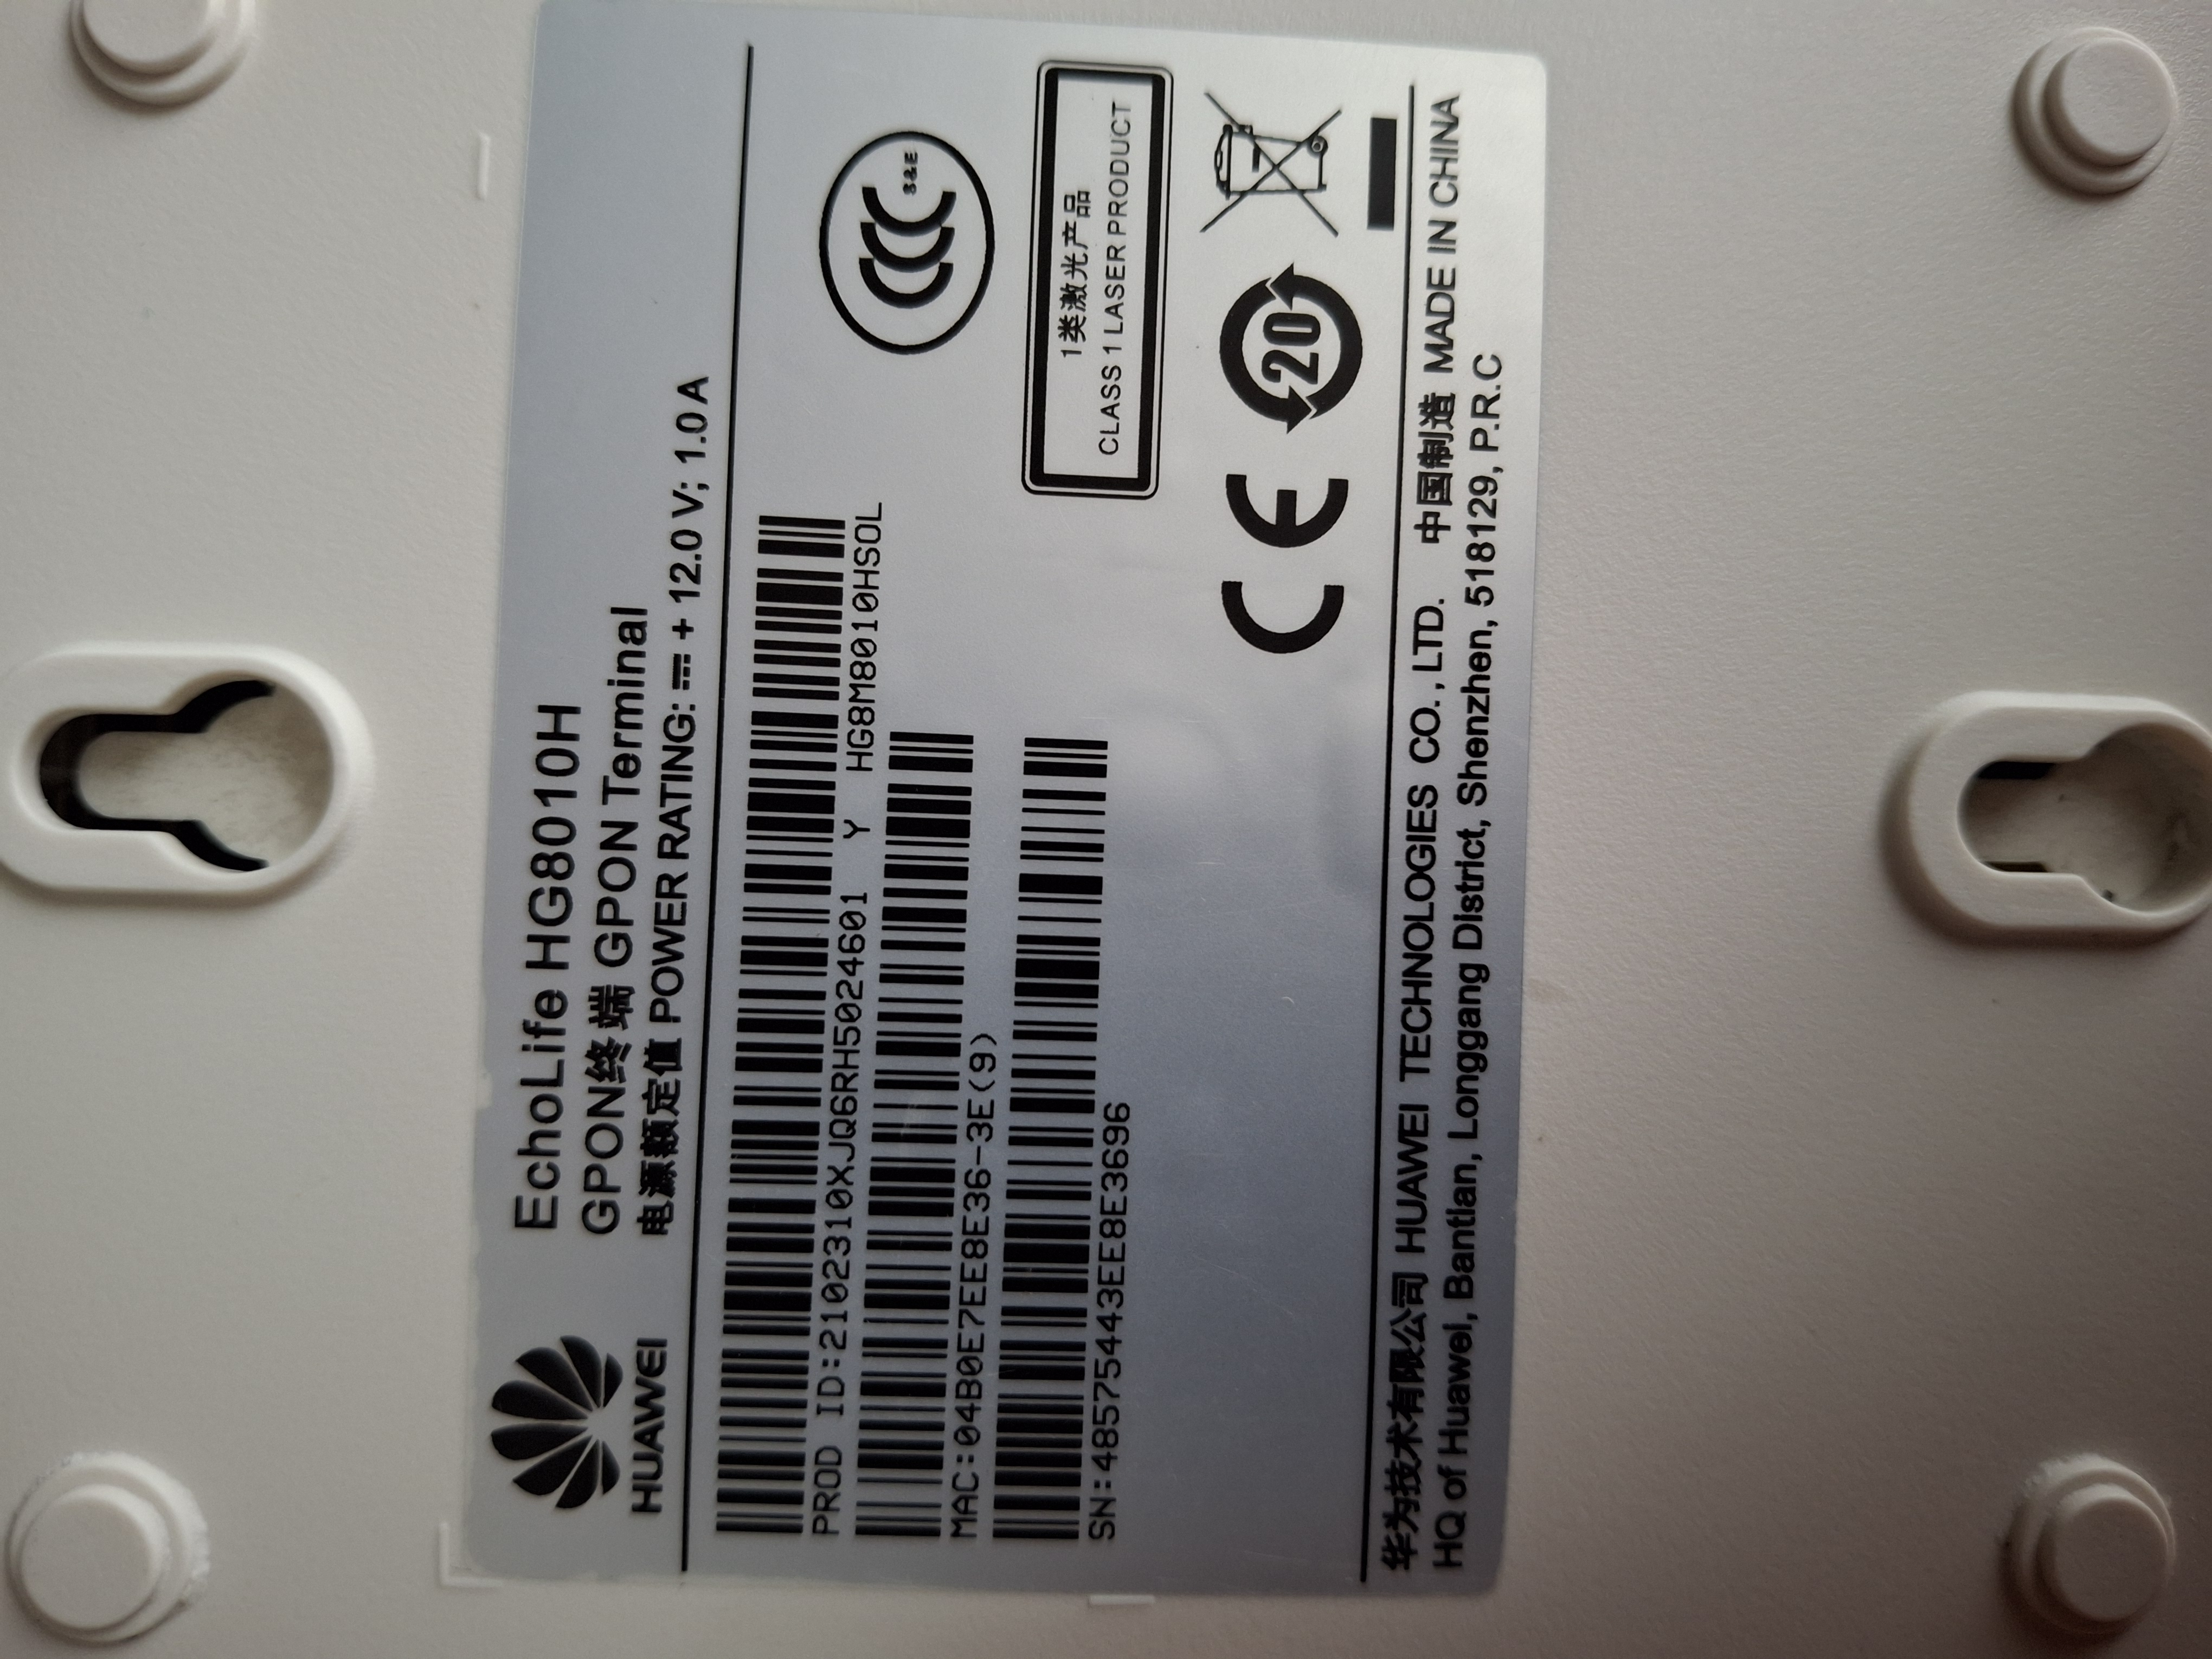 HUAWEI
EchoLife HG8010H
GPON终端 GPON Terminal
电源额定值 POWER RATING: ⎓ + 12.0 V; 1.0 A
PROD ID:2102310XJQ6RH5024601 Y HG8M8010HSOL
MAC:04B0E7EE8E36-3E(9)
SN:4857544 3EE8E3696
S&E
1类激光产品
CLASS 1 LASER PRODUCT
CE
20
华为技术有限公司 HUAWEI TECHNOLOGIES CO., LTD. 中国制造 MADE IN CHINA
HQ of Huawei, Bantian, Longgang District, Shenzhen, 518129, P.R.C